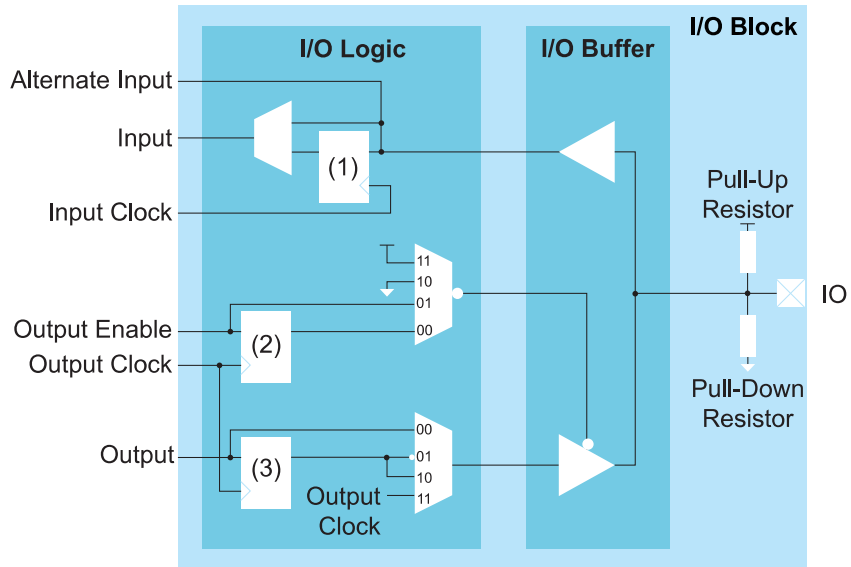 I/O Block
I/O Logic
I/O Buffer
Alternate Input
Input
(1)
Input Clock
Pull-Up
Resistor
11
10
01
00
Output Enable
(2)
Output Clock
IO
Pull-Down
Resistor
Output
(3)
00
01
10
11
Output
Clock